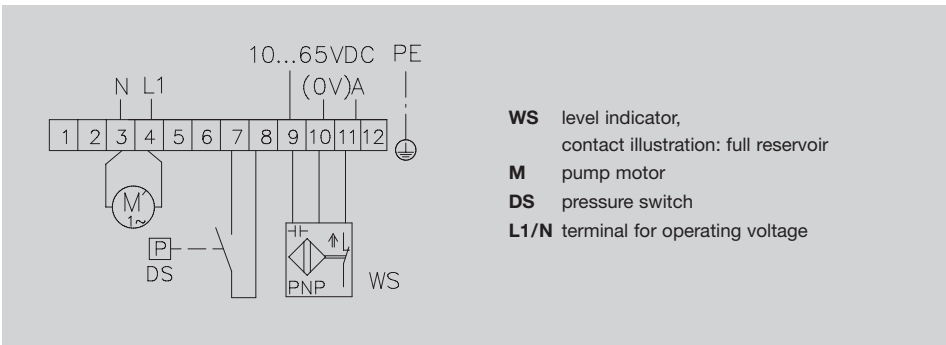 10...65VDC PE
N L1 (0V)A
1 2 3 4 5 6 7 8 9 10 11 12
M
1~
P
DS
PNP
WS
WS level indicator,
contact illustration: full reservoir
M pump motor
DS pressure switch
L1/N terminal for operating voltage